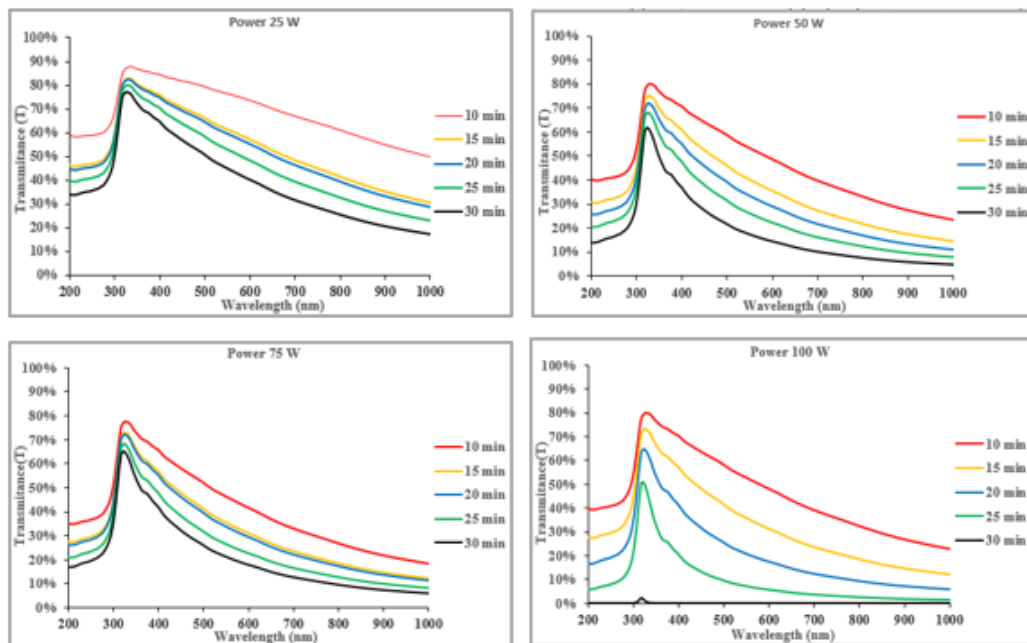 Power 25 W
Transmitance (T)
100%
90%
80%
70%
60%
50%
40%
30%
20%
10%
0%
200 300 400 500 600 700 800 900 1000
Wavelength (nm)
10 min
15 min
20 min
25 min
30 min
Power 50 W
Transmitance (T)
100%
90%
80%
70%
60%
50%
40%
30%
20%
10%
0%
200 300 400 500 600 700 800 900 1000
Wavelength (nm)
10 min
15 min
20 min
25 min
30 min
Power 75 W
Transmitance(T)
100%
90%
80%
70%
60%
50%
40%
30%
20%
10%
0%
200 300 400 500 600 700 800 900 1000
Wavelength (nm)
10 min
15 min
20 min
25 min
30 min
Power 100 W
Transmitance(T)
100%
90%
80%
70%
60%
50%
40%
30%
20%
10%
0%
200 300 400 500 600 700 800 900 1000
Wavelength (nm)
10 min
15 min
20 min
25 min
30 min